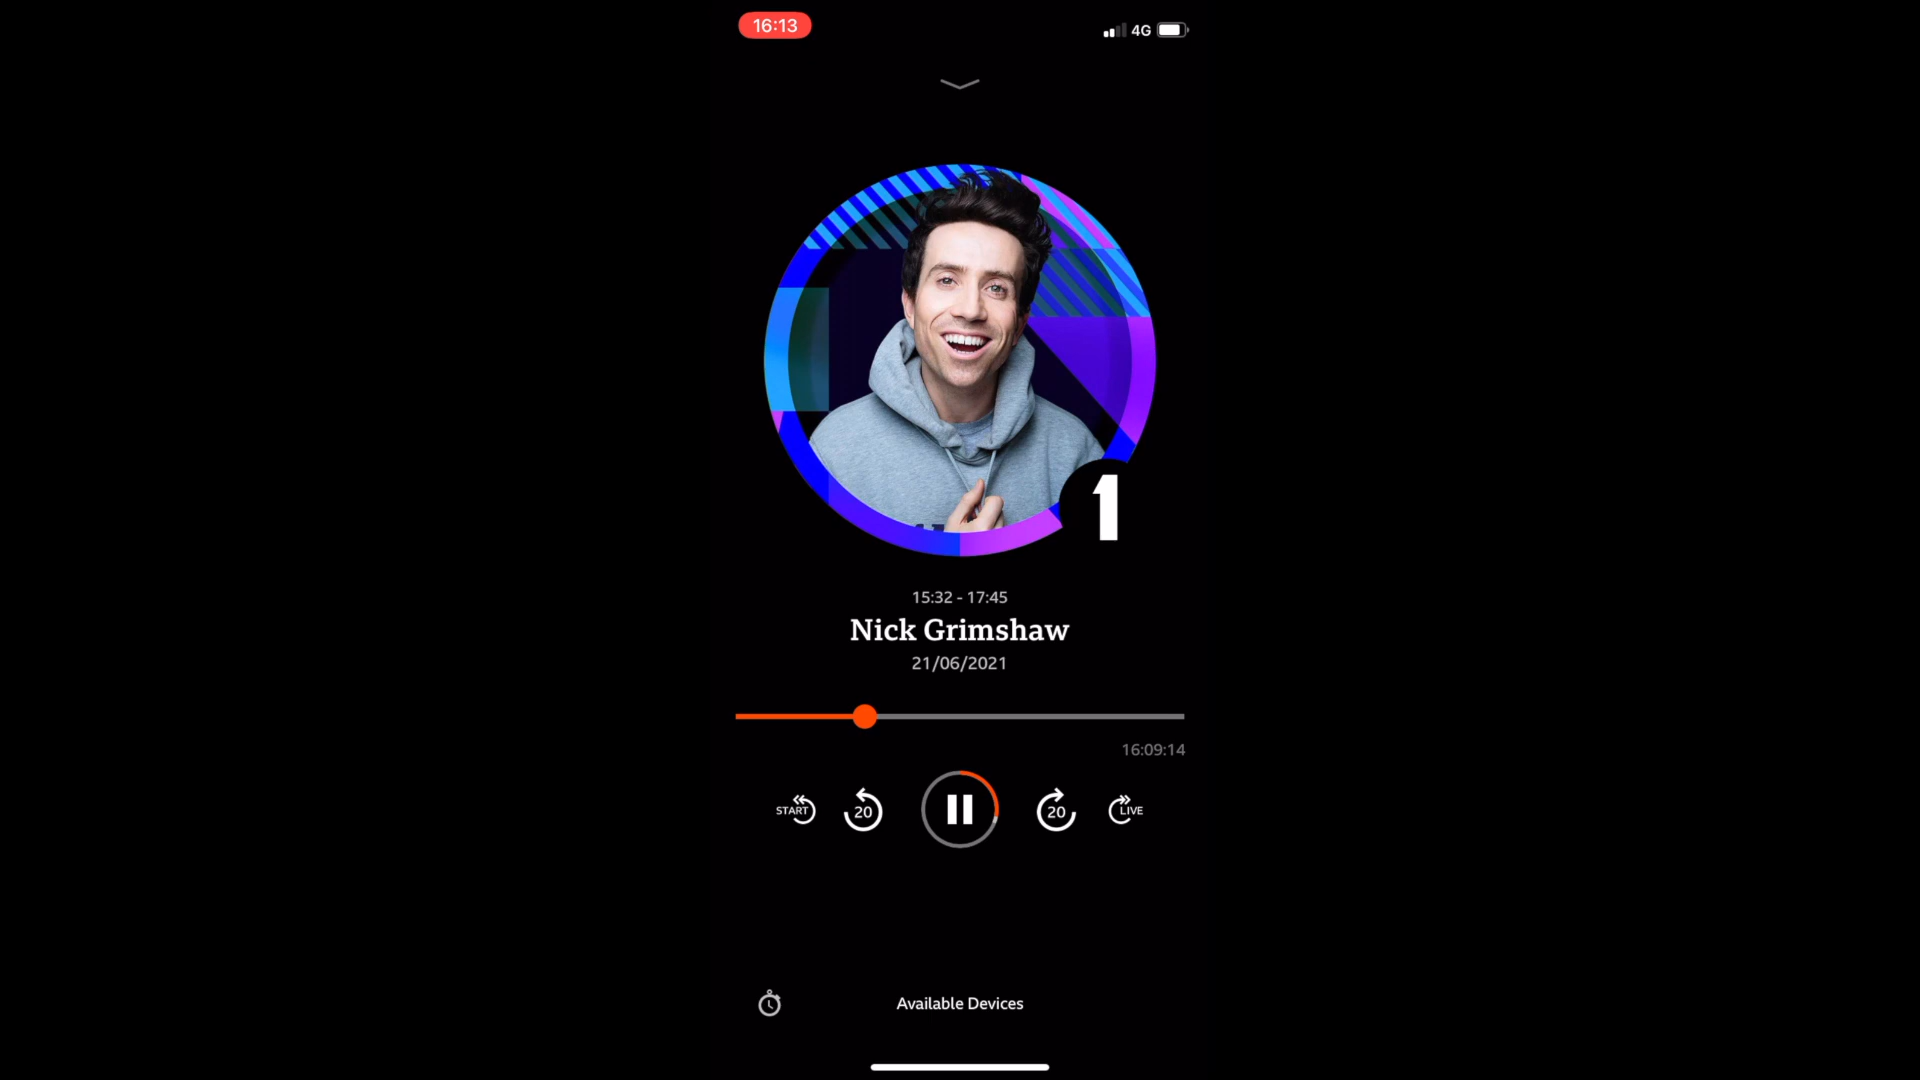 16:13
4G
1
15:32 - 17:45
Nick Grimshaw
21/06/2021
16:09:14
START
20
20
LIVE
Available Devices